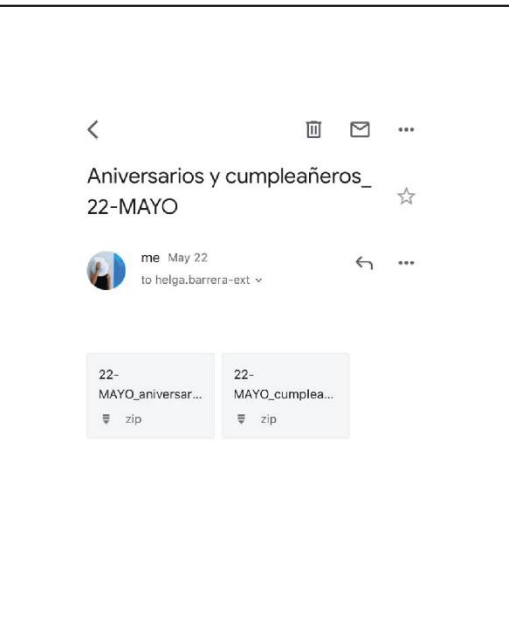 Aniversarios y cumpleañeros_
22-MAYO
me May 22
to helga.barrera-ext
22-
MAYO_aniversar...
zip
22-
MAYO_cumplea...
zip